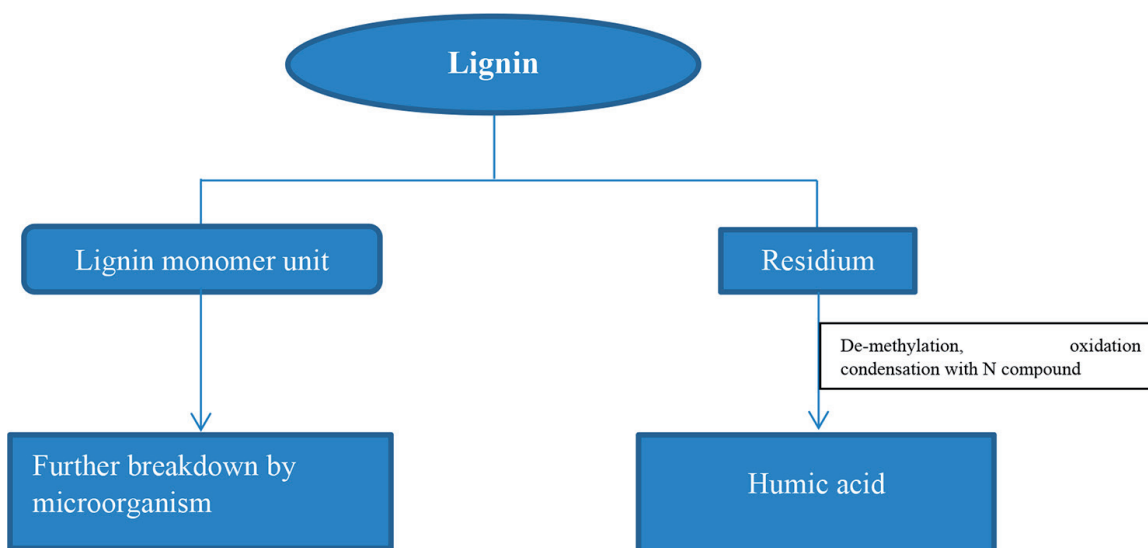 Lignin
Lignin monomer unit
Residium
De-methylation, oxidation
condensation with N compound
Further breakdown by
microorganism
Humic acid